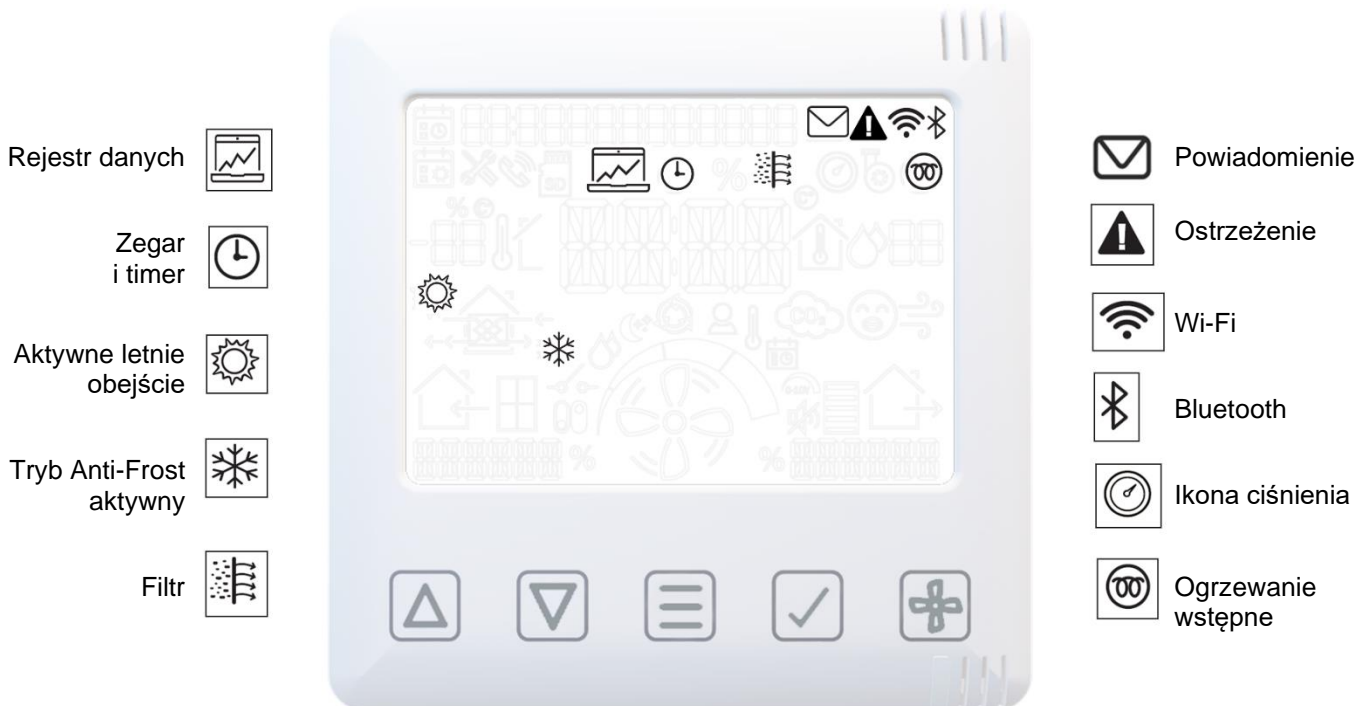 Rejestr danych
Zegar
i timer
Aktywne letnie
obejście
Tryb Anti-Frost
aktywny
Filtr
Powiadomienie
Ostrzeżenie
Wi-Fi
Bluetooth
Ikona ciśnienia
Ogrzewanie
wstępne